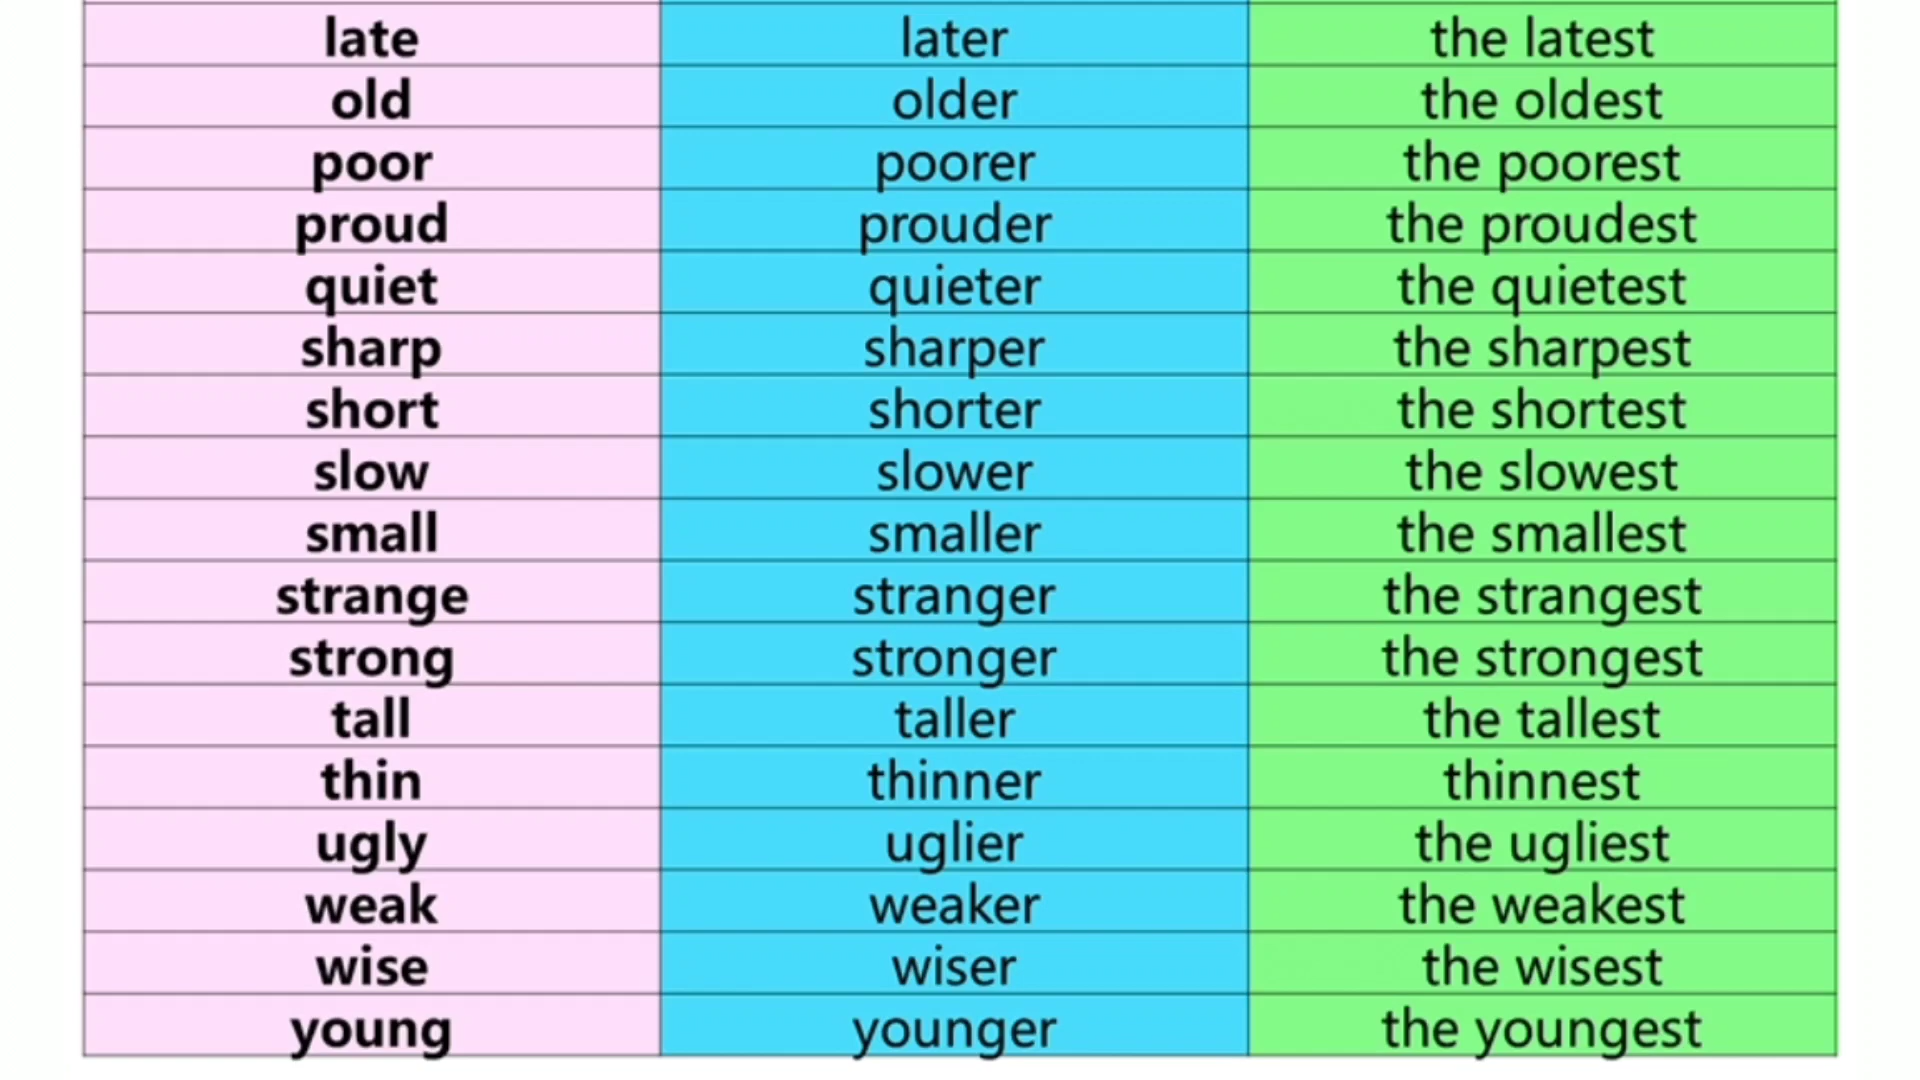 late later the latest
old older the oldest
poor poorer the poorest
proud prouder the proudest
quiet quieter the quietest
sharp sharper the sharpest
short shorter the shortest
slow slower the slowest
small smaller the smallest
strange stranger the strangest
strong stronger the strongest
tall taller the tallest
thin thinner thinnest
ugly uglier the ugliest
weak weaker the weakest
wise wiser the wisest
young younger the youngest